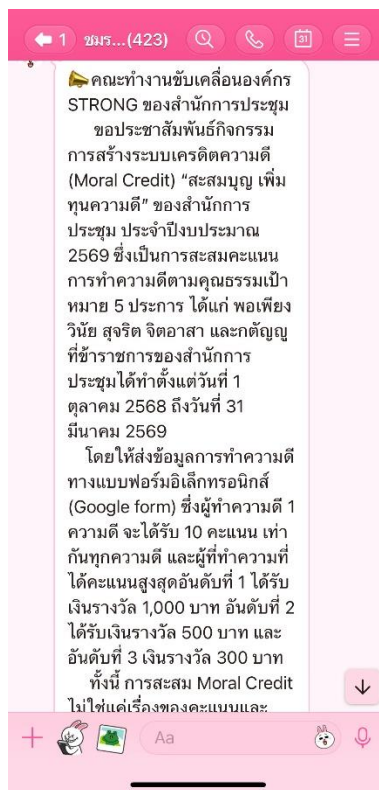 1 ชมร...(423)
31
คณะทำงานขับเคลื่อนองค์กร
STRONG ของสำนักการประชุม
ขอประชาสัมพันธ์กิจกรรม
การสร้างระบบเครดิตความดี
(Moral Credit) “สะสมบุญ เพิ่ม
ทุนความดี” ของสำนักการ
ประชุม ประจำปีงบประมาณ
2569 ซึ่งเป็นการสะสมคะแนน
การทำความดีตามคุณธรรมเป้า
หมาย 5 ประการ ได้แก่ พอเพียง
วินัย สุจริต จิตอาสา และกตัญญู
ที่ข้าราชการของสำนักการ
ประชุมได้ทำตั้งแต่วันที่ 1
ตุลาคม 2568 ถึงวันที่ 31
มีนาคม 2569
โดยให้ส่งข้อมูลการทำความดี
ทางแบบฟอร์มอิเล็กทรอนิกส์
(Google form) ซึ่งผู้ทำความดี 1
ความดี จะได้รับ 10 คะแนน เท่า
กันทุกความดี และผู้ที่ทำความที่
ได้คะแนนสูงสุดอันดับที่ 1 ได้รับ
เงินรางวัล 1,000 บาท อันดับที่ 2
ได้รับเงินรางวัล 500 บาท และ
อันดับที่ 3 เงินรางวัล 300 บาท
ทั้งนี้ การสะสม Moral Credit
ไม่ใช่แค่เรื่องของคะแนนและ
Aa